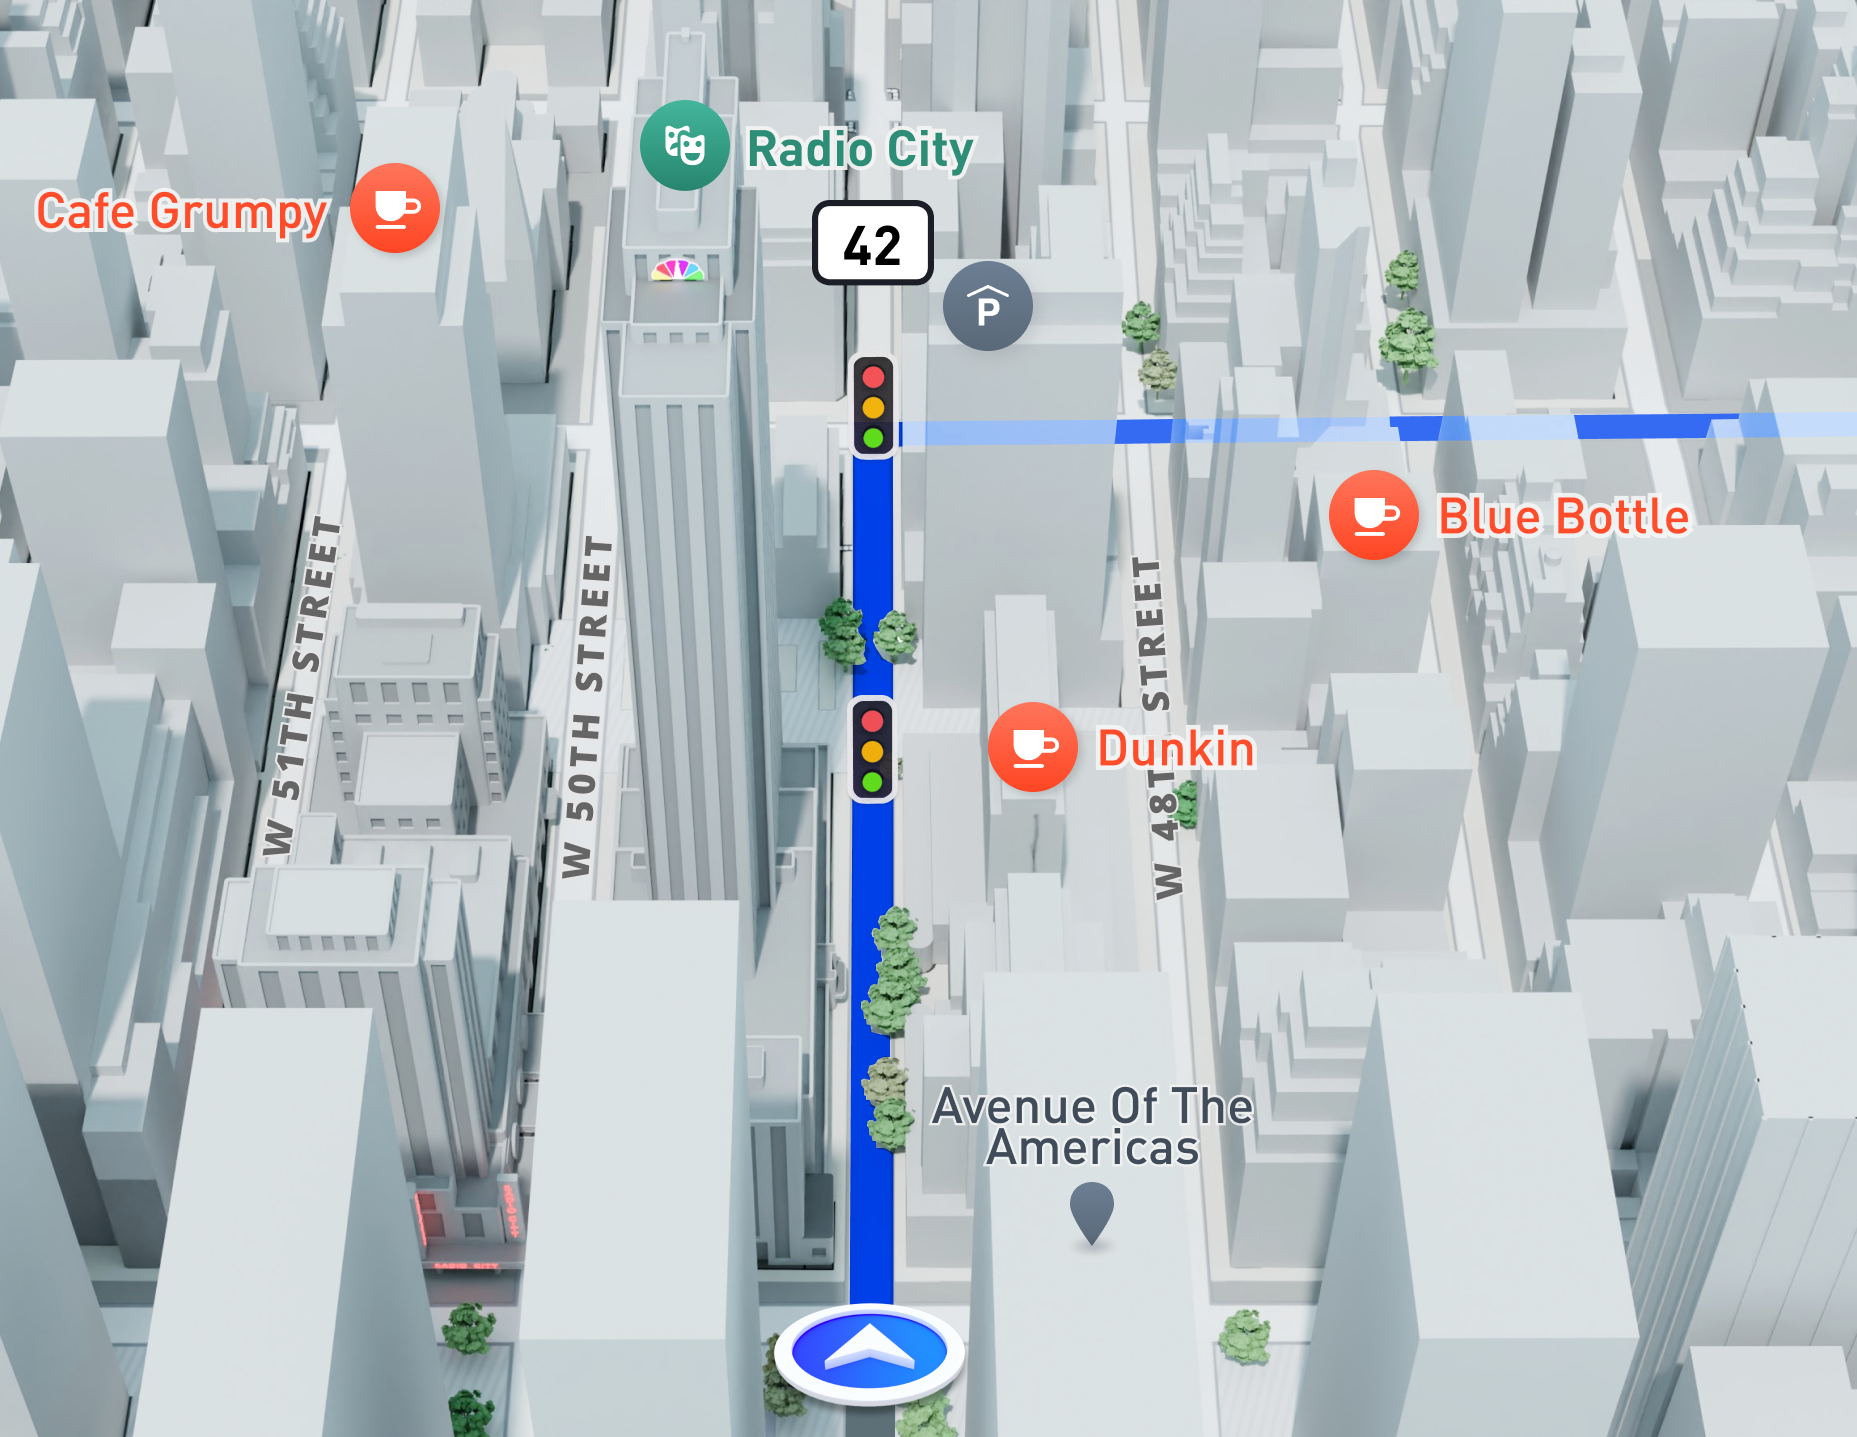 Radio City
Cafe Grumpy
42
P
Blue Bottle
W 51TH STREET
W 50TH STREET
W 48TH STREET
Dunkin
Avenue Of The
Americas